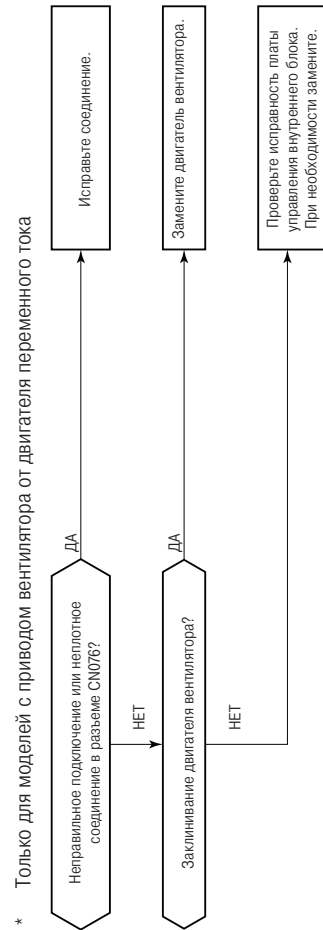 * Только для моделей с приводом вентилятора от двигателя переменного тока
Неправильное подключение или неплотное
соединение в разъеме CN076?
ДА
Исправьте соединение.
НЕТ
Заклинивание двигателя вентилятора?
ДА
Замените двигатель вентилятора.
НЕТ
Проверьте исправность платы
управления внутреннего блока.
При необходимости замените.